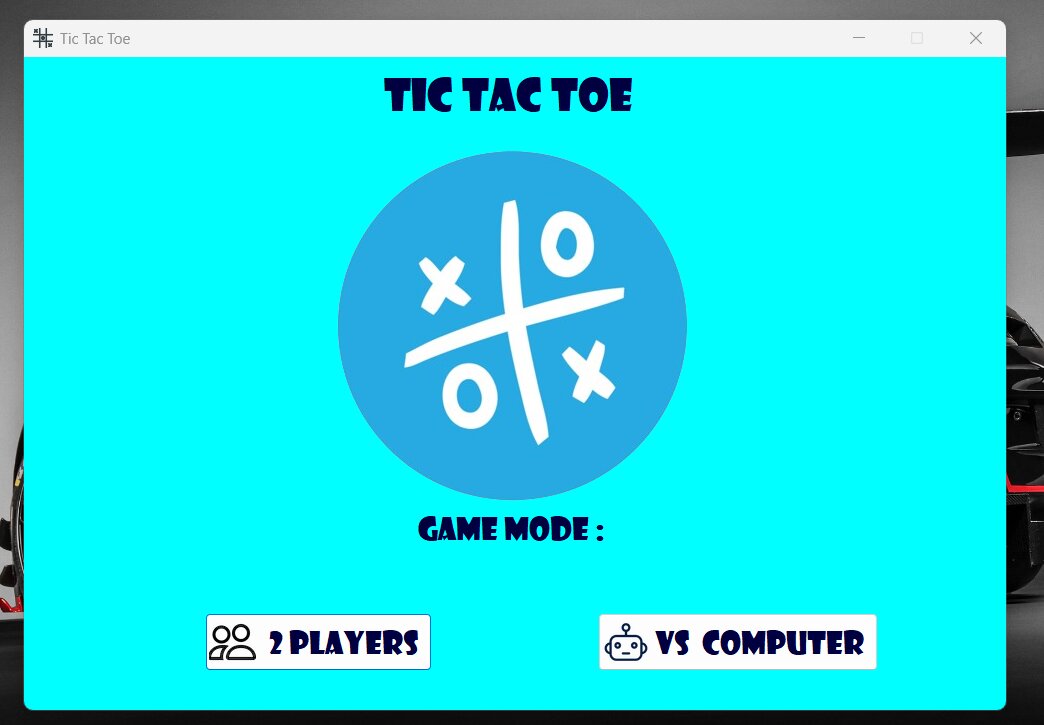 Tic Tac Toe
TIC TAC TOE
GAME MODE :
2 PLAYERS
VS COMPUTER